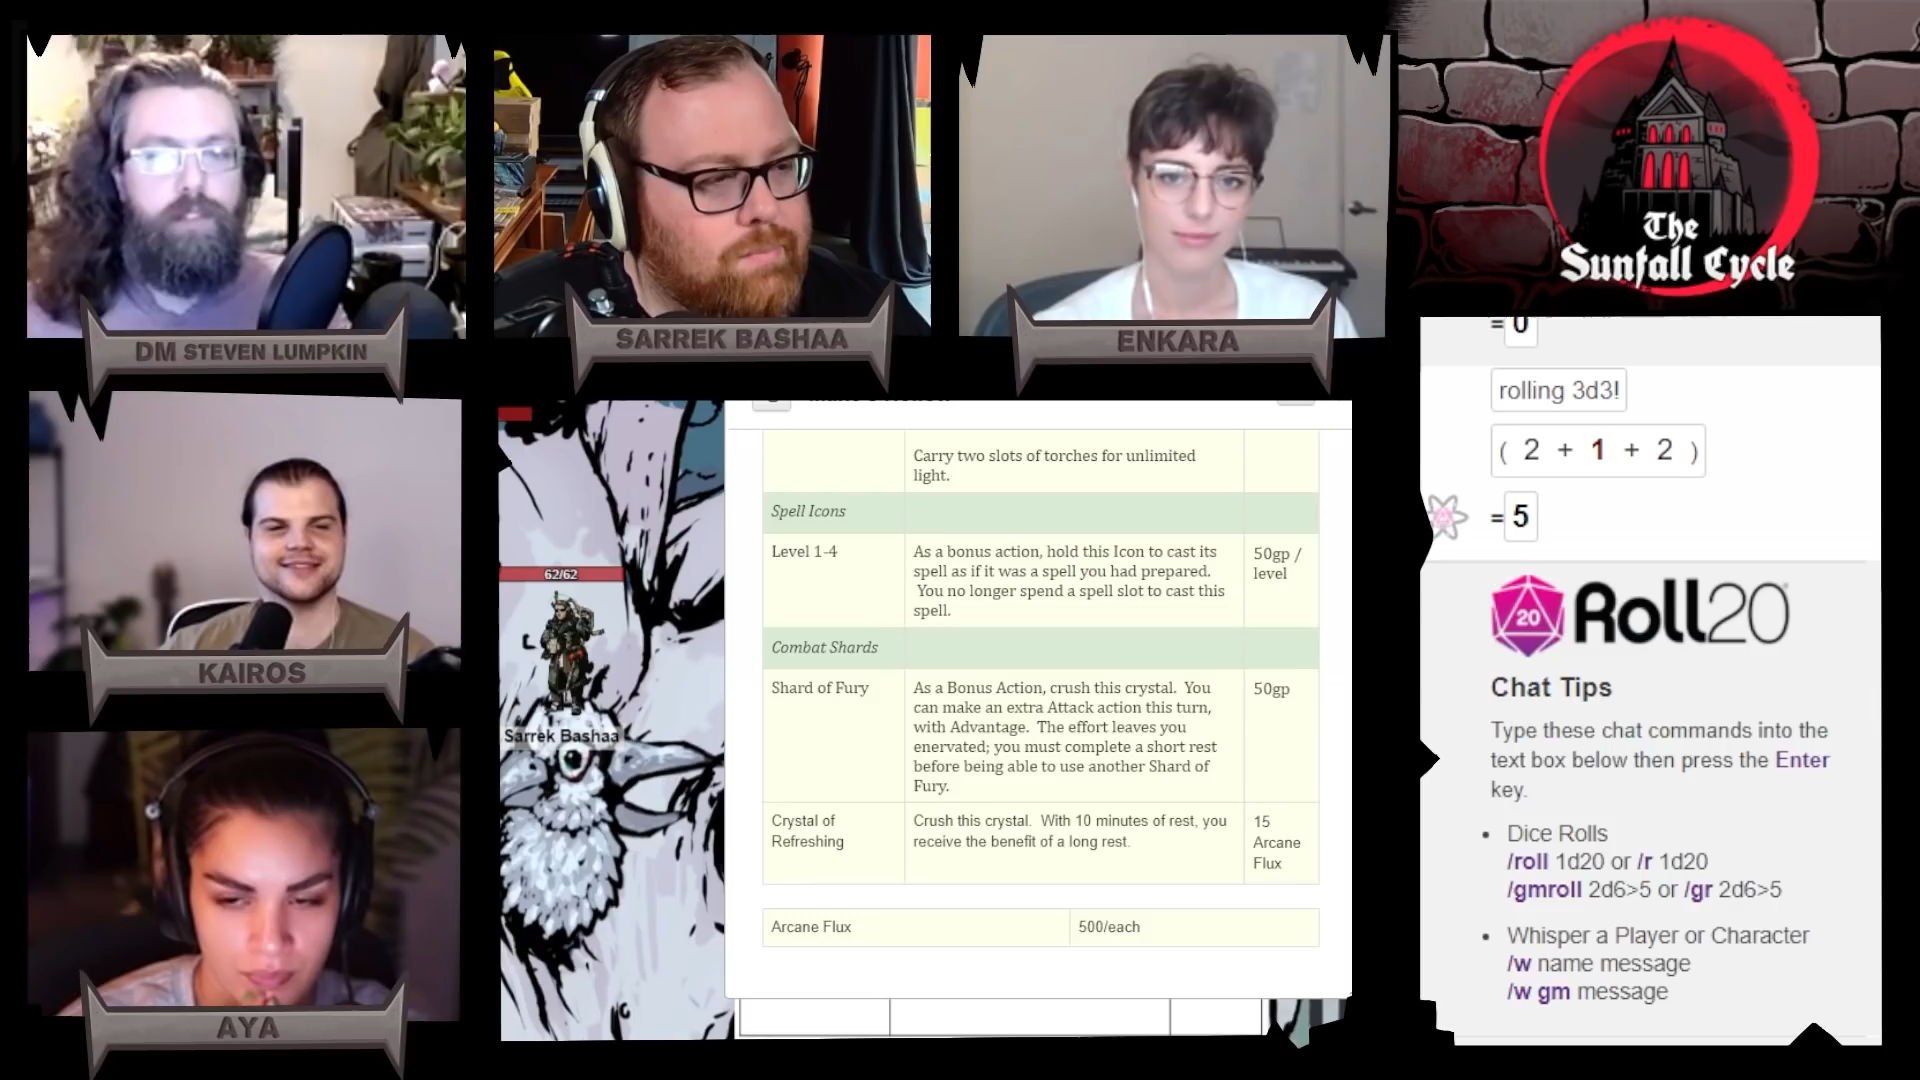 DM STEVEN LUMPKIN
SARREK BASHAA
ENKARA
The
Sunfall Cycle
KAIROS
AYA
62/62
Sarrek Bashaa
Carry two slots of torches for unlimited
light.
Spell Icons
Level 1-4
As a bonus action, hold this Icon to cast its
spell as if it was a spell you had prepared.
You no longer spend a spell slot to cast this
spell.
50gp /
level
Combat Shards
Shard of Fury
As a Bonus Action, crush this crystal. You
can make an extra Attack action this turn,
with Advantage. The effort leaves you
enervated; you must complete a short rest
before being able to use another Shard of
Fury.
50gp
Crystal of
Refreshing
Crush this crystal. With 10 minutes of rest, you
receive the benefit of a long rest.
15
Arcane
Flux
Arcane Flux
500/each
= 0
rolling 3d3!
( 2 + 1 + 2 )
= 5
20
Roll20
Chat Tips
Type these chat commands into the
text box below then press the Enter
key.
• Dice Rolls
/roll 1d20 or /r 1d20
/gmroll 2d6>5 or /gr 2d6>5
• Whisper a Player or Character
/w name message
/w gm message